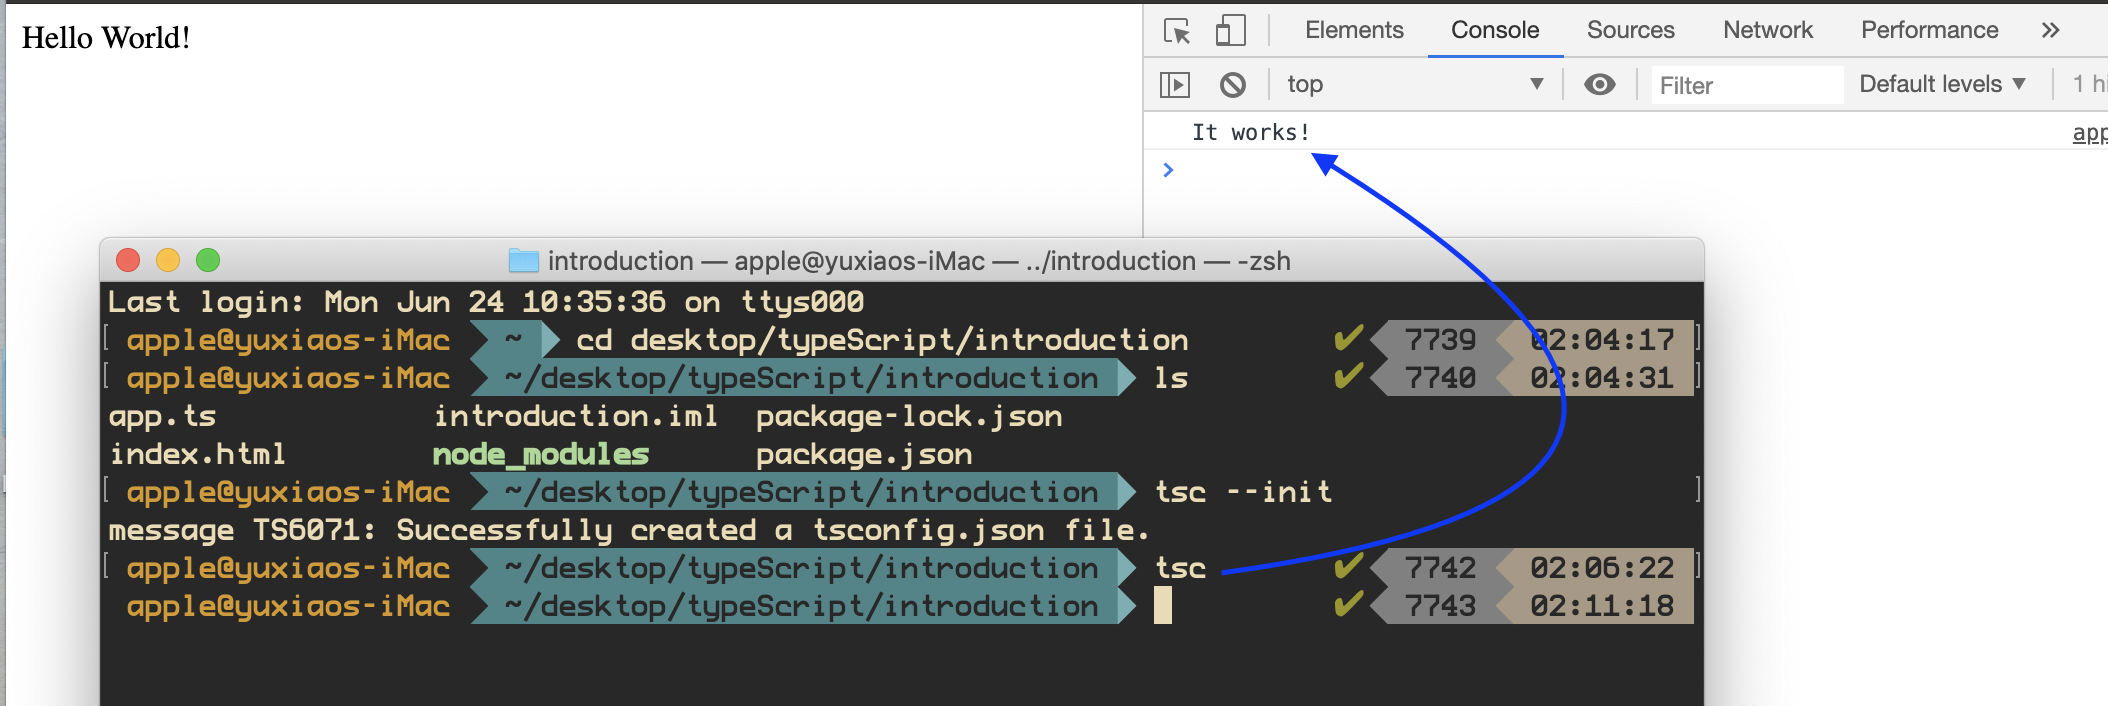 Hello World!
Elements Console Sources Network Performance
top Filter Default levels 1 hi
It works! app
introduction — apple@yuxiaos-iMac — ../introduction — -zsh
Last login: Mon Jun 24 10:35:36 on ttys000
apple@yuxiaos-iMac ~ cd desktop/typeScript/introduction ✔ 7739 02:04:17
apple@yuxiaos-iMac ~/desktop/typeScript/introduction ls ✔ 7740 02:04:31
app.ts introduction.iml package-lock.json
index.html node_modules package.json
apple@yuxiaos-iMac ~/desktop/typeScript/introduction tsc --init
message TS6071: Successfully created a tsconfig.json file.
apple@yuxiaos-iMac ~/desktop/typeScript/introduction tsc ✔ 7742 02:06:22
apple@yuxiaos-iMac ~/desktop/typeScript/introduction ✔ 7743 02:11:18